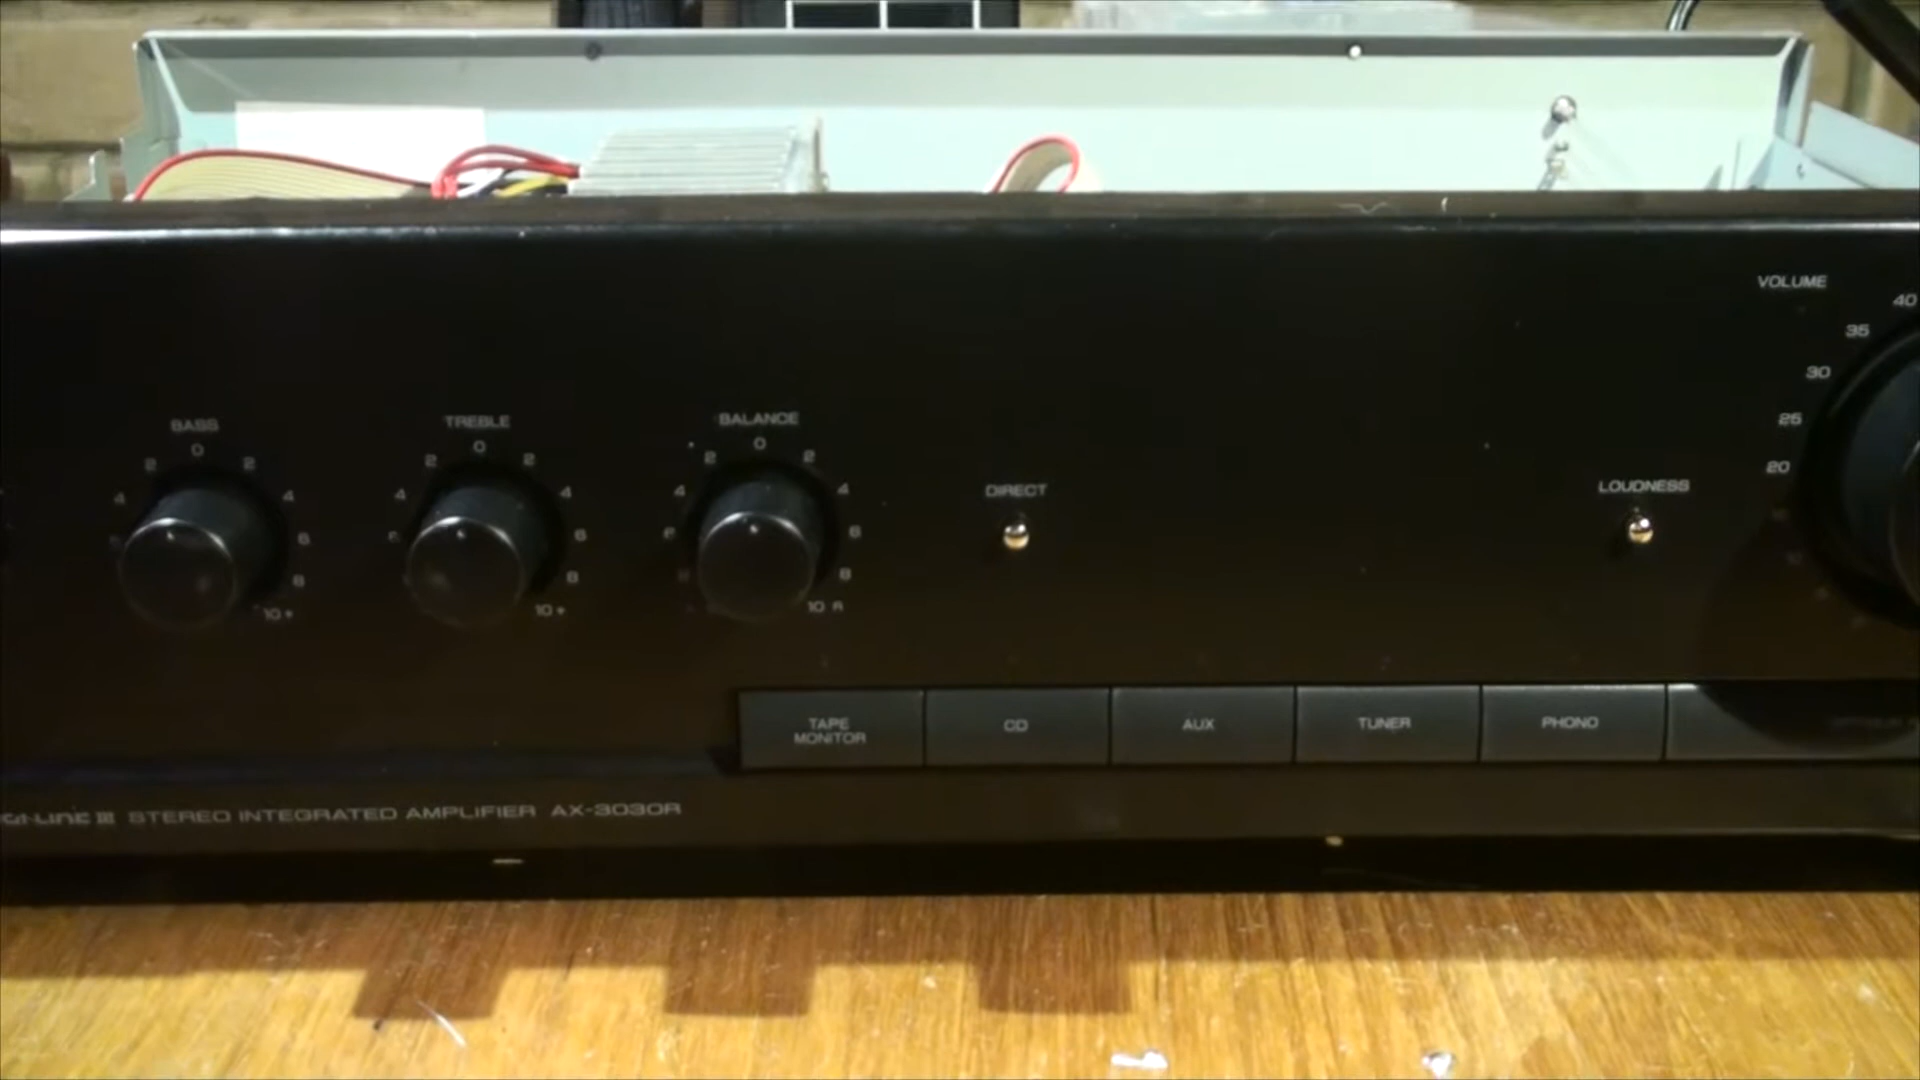 VOLUME
40
35
30
25
20
BASS
0
2 2
4 4
6
8
10 +
TREBLE
0
2 2
4 4
6 6
8
10 +
BALANCE
0
2 2
4 4
6 6
8
10 R
DIRECT
LOUDNESS
TAPE
MONITOR
CD
AUX
TUNER
PHONO
III STEREO INTEGRATED AMPLIFIER AX-3030R